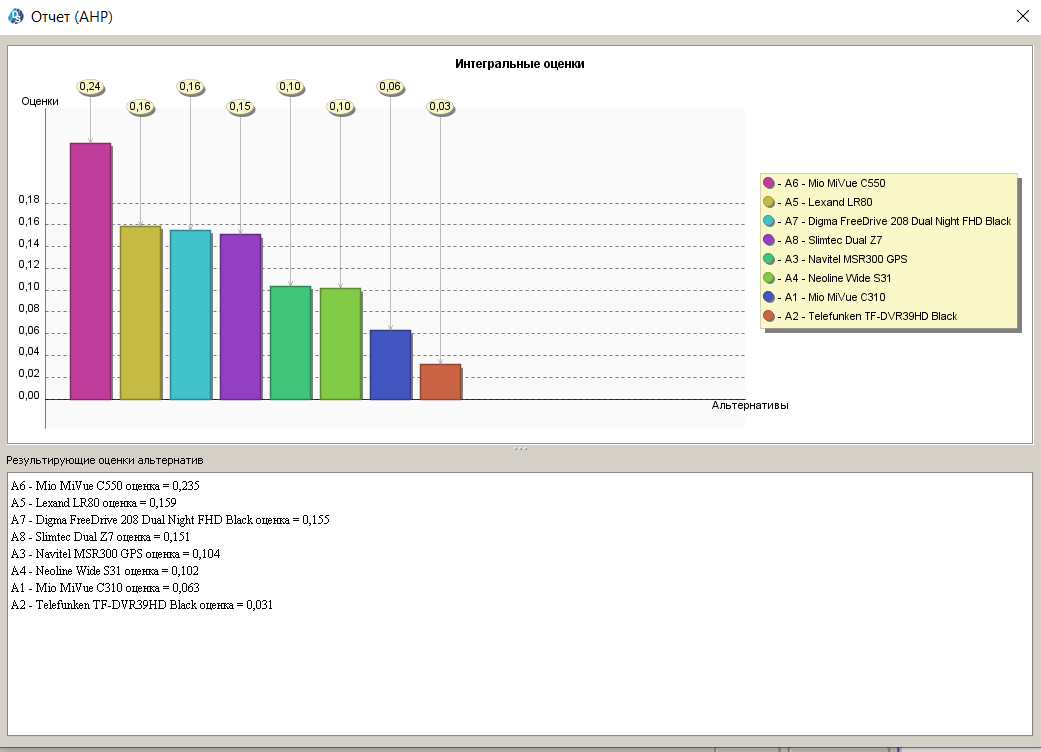 Отчет (AHP)
Интегральные оценки
Оценки
0,24
0,16
0,16
0,15
0,10
0,10
0,06
0,03
0,18
0,16
0,14
0,12
0,10
0,08
0,06
0,04
0,02
0,00
Альтернативы
- A6 - Mio MiVue C550
- A5 - Lexand LR80
- A7 - Digma FreeDrive 208 Dual Night FHD Black
- A8 - Slimtec Dual Z7
- A3 - Navitel MSR300 GPS
- A4 - Neoline Wide S31
- A1 - Mio MiVue C310
- A2 - Telefunken TF-DVR39HD Black
Результирующие оценки альтернатив
A6 - Mio MiVue C550 оценка = 0,235
A5 - Lexand LR80 оценка = 0,159
A7 - Digma FreeDrive 208 Dual Night FHD Black оценка = 0,155
A8 - Slimtec Dual Z7 оценка = 0,151
A3 - Navitel MSR300 GPS оценка = 0,104
A4 - Neoline Wide S31 оценка = 0,102
A1 - Mio MiVue C310 оценка = 0,063
A2 - Telefunken TF-DVR39HD Black оценка = 0,031